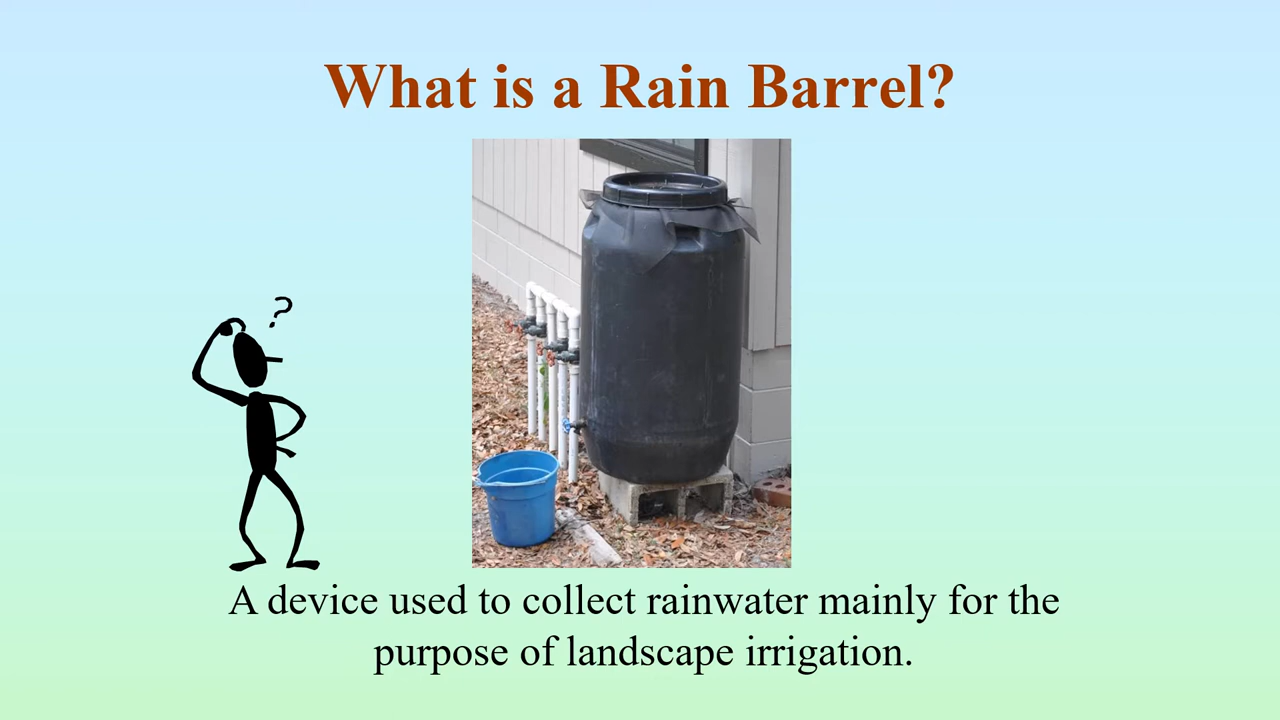 What is a Rain Barrel?
?
A device used to collect rainwater mainly for the
purpose of landscape irrigation.